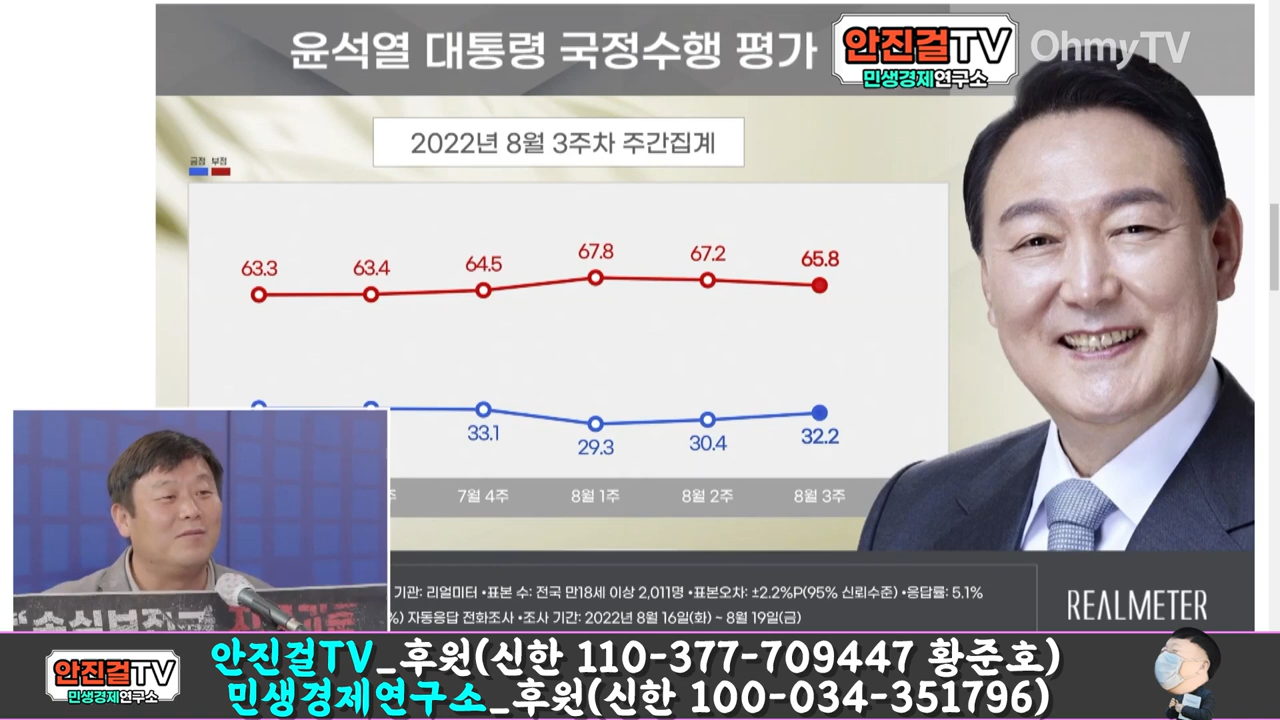 윤석열 대통령 국정수행 평가
안진걸TV
민생경제연구소
OhmyTV
2022년 8월 3주차 주간집계
긍정 부정
63.3 63.4 64.5 67.8 67.2 65.8
33.1 29.3 30.4 32.2
7월 4주 8월 1주 8월 2주 8월 3주
기관: 리얼미터 •표본 수: 전국 만18세 이상 2,011명 •표본오차: ±2.2%P(95% 신뢰수준) •응답률: 5.1%
%) 자동응답 전화조사 •조사 기간: 2022년 8월 16일(화) ~ 8월 19일(금)
REALMETER
안진걸TV_후원(신한 110-377-709447 황준호)
안진걸TV
민생경제연구소
민생경제연구소_후원(신한 100-034-351796)